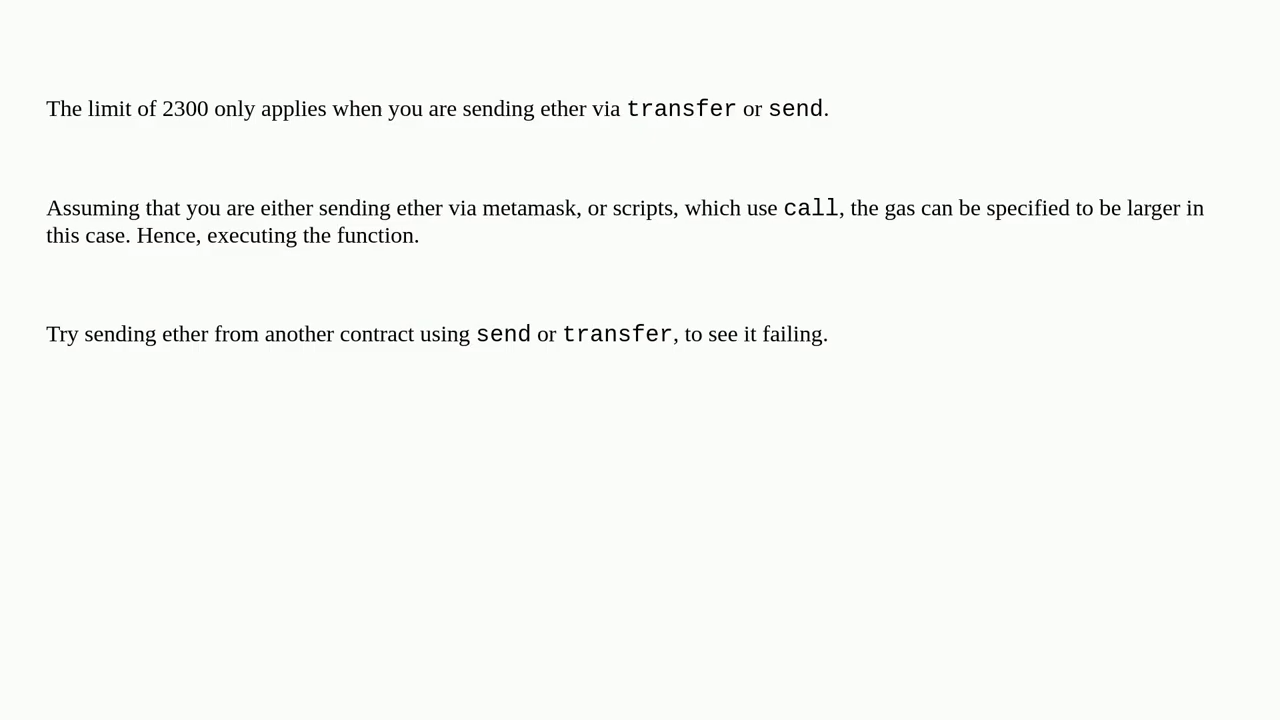 The limit of 2300 only applies when you are sending ether via transfer or send.
Assuming that you are either sending ether via metamask, or scripts, which use call, the gas can be specified to be larger in
this case. Hence, executing the function.
Try sending ether from another contract using send or transfer, to see it failing.